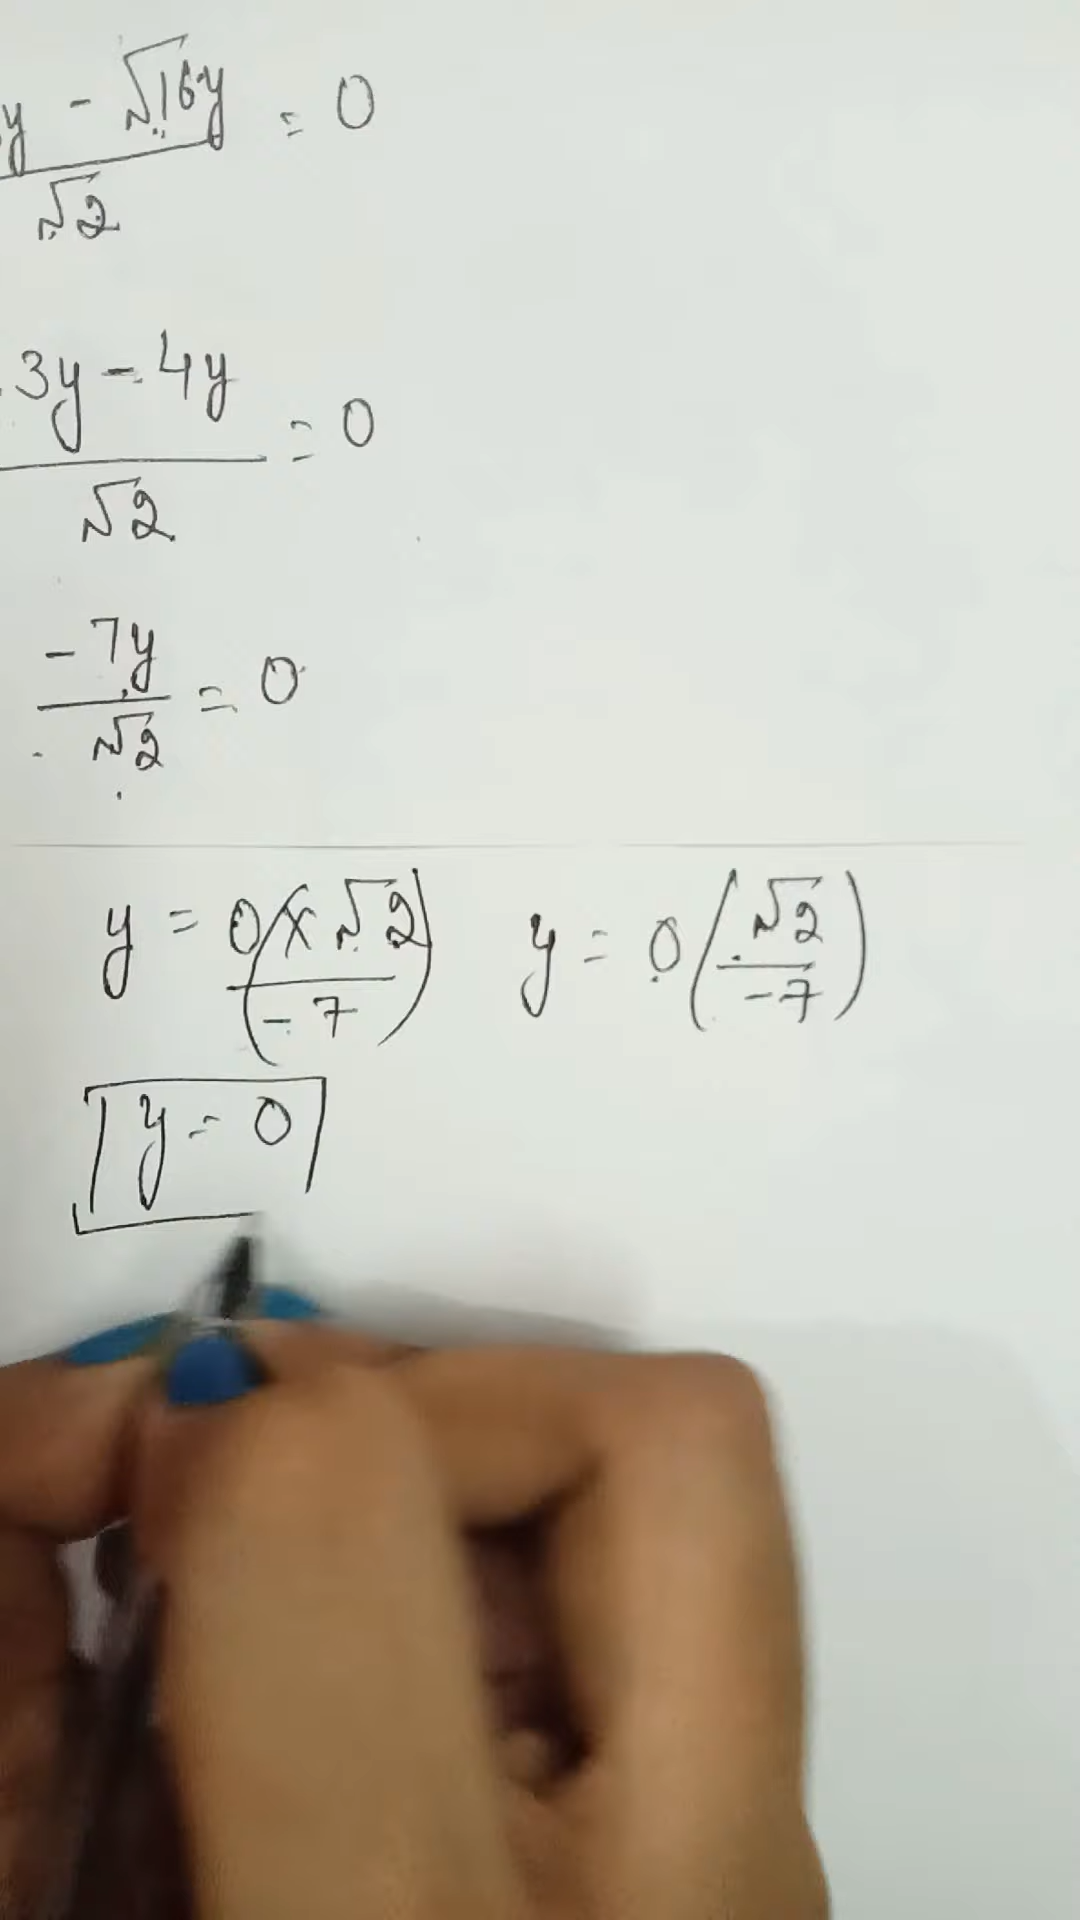 y - √16y / √2 = 0
3y - 4y / √2 = 0
-7y / √2 = 0
y = 0 × √2 / (-7) y = 0 (√2 / -7)
y = 0